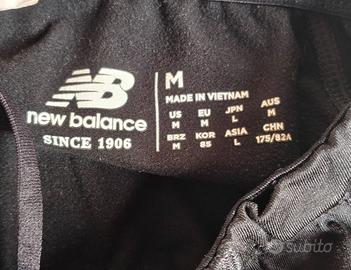 NB
new balance
SINCE 1906
M
MADE IN VIETNAM
US EU JPN AUS
M M L M
BRZ KOR ASIA CHN
M 85 L 175/82A
subito